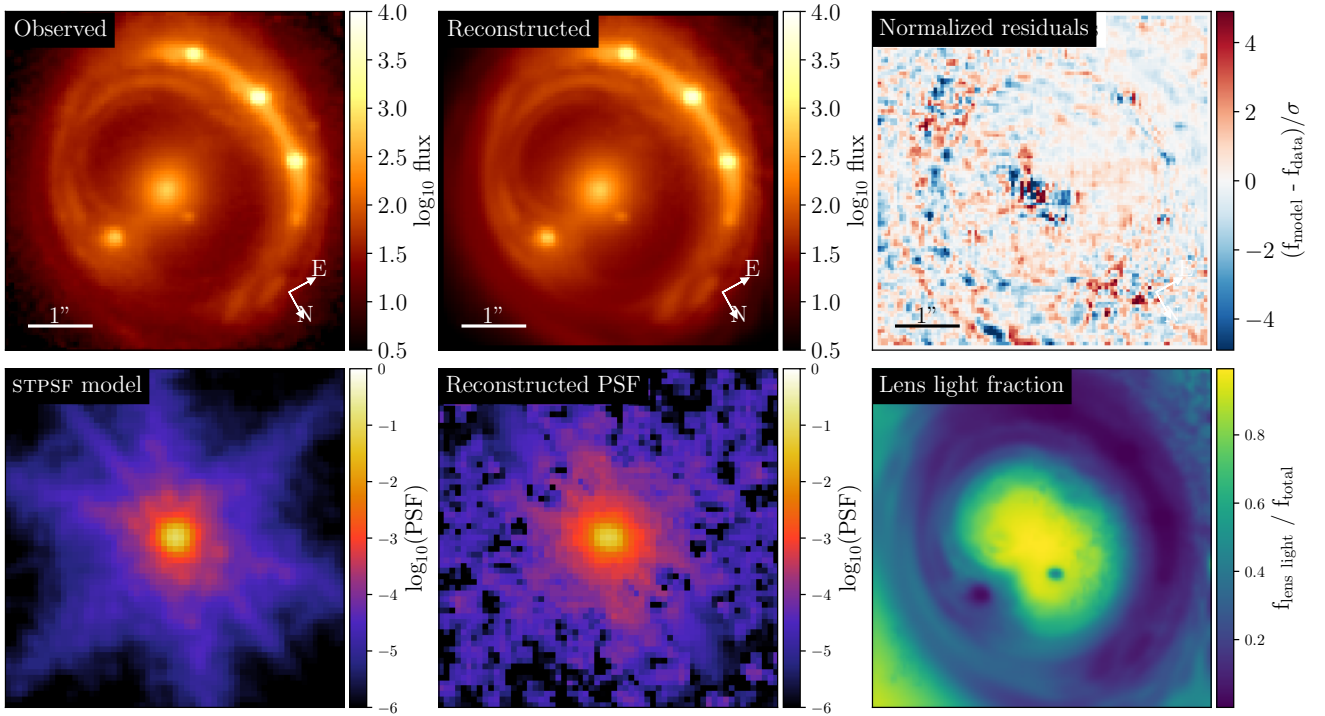 Observed
E
N
1”
4.0
3.5
3.0
2.5
2.0
1.5
1.0
0.5
log10 flux
Reconstructed
E
N
1”
4.0
3.5
3.0
2.5
2.0
1.5
1.0
0.5
log10 flux
Normalized residuals
1”
4
2
0
−2
−4
(fmodel - fdata)/σ
STPSF model
0
−1
−2
−3
−4
−5
−6
log10(PSF)
Reconstructed PSF
0
−1
−2
−3
−4
−5
−6
log10(PSF)
Lens light fraction
0.8
0.6
0.4
0.2
flens light / ftotal